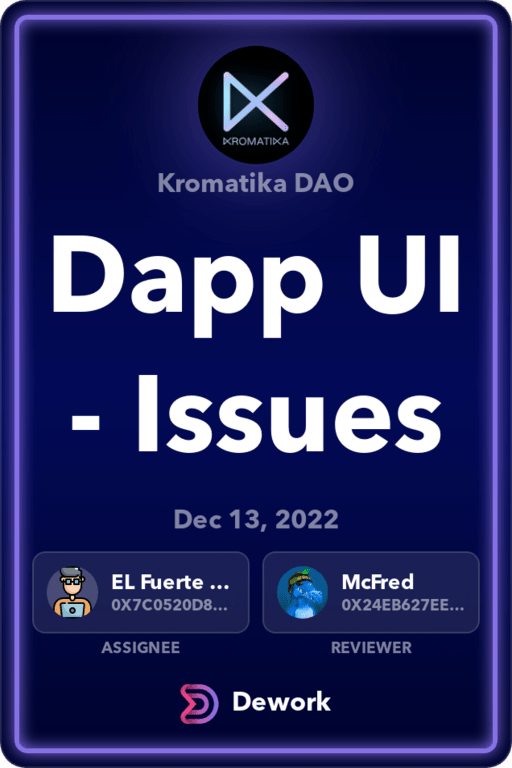 KROMATIKA
Kromatika DAO
Dapp UI
- Issues
Dec 13, 2022
EL Fuerte ...
0X7C0520D8...
McFred
0X24EB627EE...
ASSIGNEE
REVIEWER
Dework